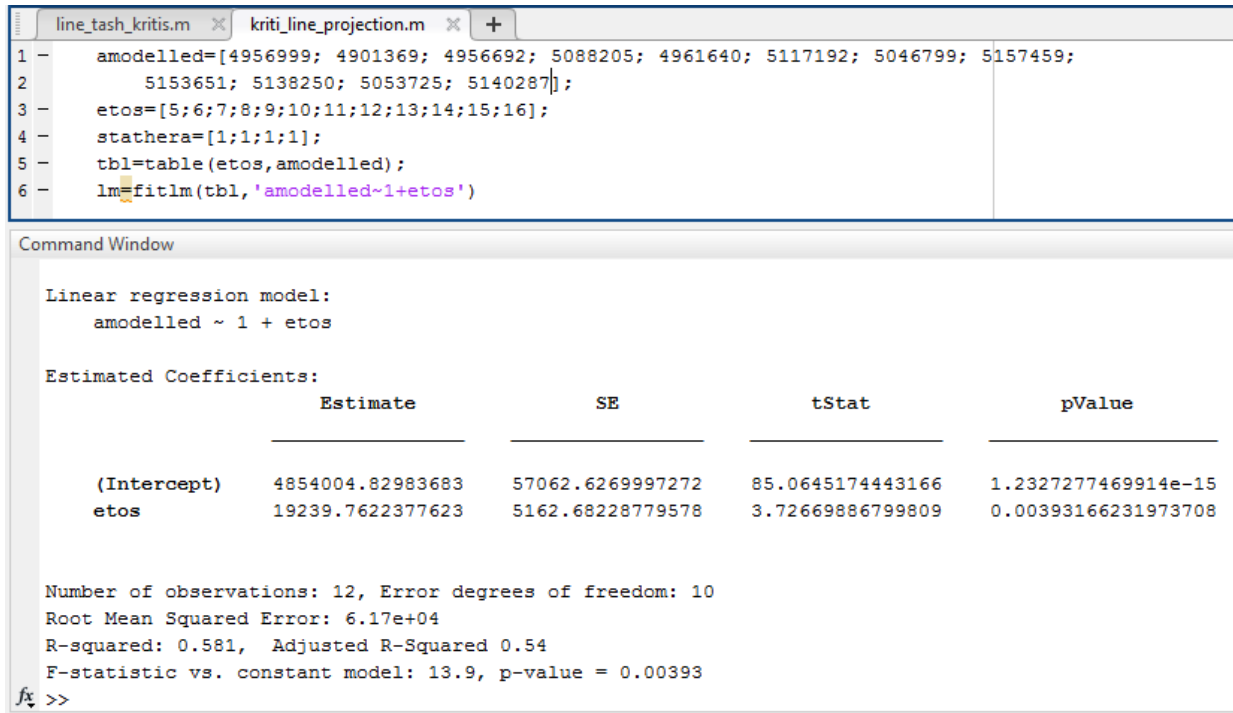 line_tash_kritis.m × kriti_line_projection.m × +
1 – amodelled=[4956999; 4901369; 4956692; 5088205; 4961640; 5117192; 5046799; 5157459;
2 5153651; 5138250; 5053725; 5140287];
3 – etos=[5;6;7;8;9;10;11;12;13;14;15;16];
4 – stathera=[1;1;1;1];
5 – tbl=table(etos,amodelled);
6 – lm=fitlm(tbl,'amodelled~1+etos')
Command Window
Linear regression model:
amodelled ~ 1 + etos
Estimated Coefficients:
Estimate SE tStat pValue
(Intercept) 4854004.82983683 57062.6269997272 85.0645174443166 1.2327277469914e-15
etos 19239.7622377623 5162.68228779578 3.72669886799809 0.00393166231973708
Number of observations: 12, Error degrees of freedom: 10
Root Mean Squared Error: 6.17e+04
R-squared: 0.581, Adjusted R-Squared 0.54
F-statistic vs. constant model: 13.9, p-value = 0.00393
fx >>